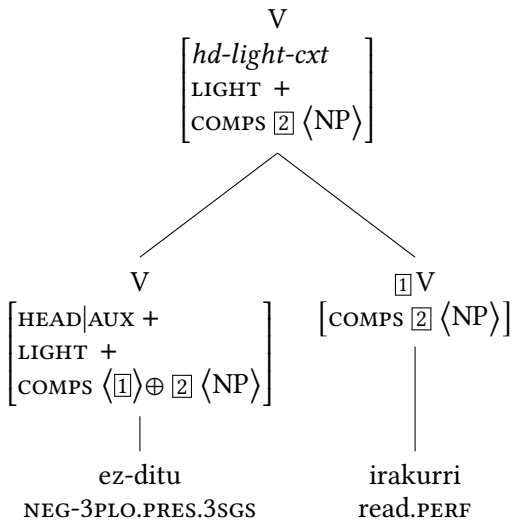 V
hd-light-cxt
LIGHT +
COMPS 2 ⟨NP⟩
V
HEAD|AUX +
LIGHT +
COMPS ⟨1⟩⊕ 2 ⟨NP⟩
1 V
[COMPS 2 ⟨NP⟩]
ez-ditu
NEG-3PLO.PRES.3SGS
irakurri
read.PERF